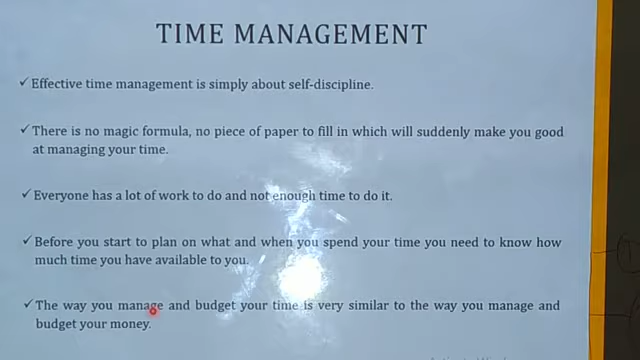 TIME MANAGEMENT
✓Effective time management is simply about self-discipline.
✓There is no magic formula, no piece of paper to fill in which will suddenly make you good
at managing your time.
✓Everyone has a lot of work to do and not enough time to do it.
✓Before you start to plan on what and when you spend your time you need to know how
much time you have available to you.
✓The way you manage and budget your time is very similar to the way you manage and
budget your money.